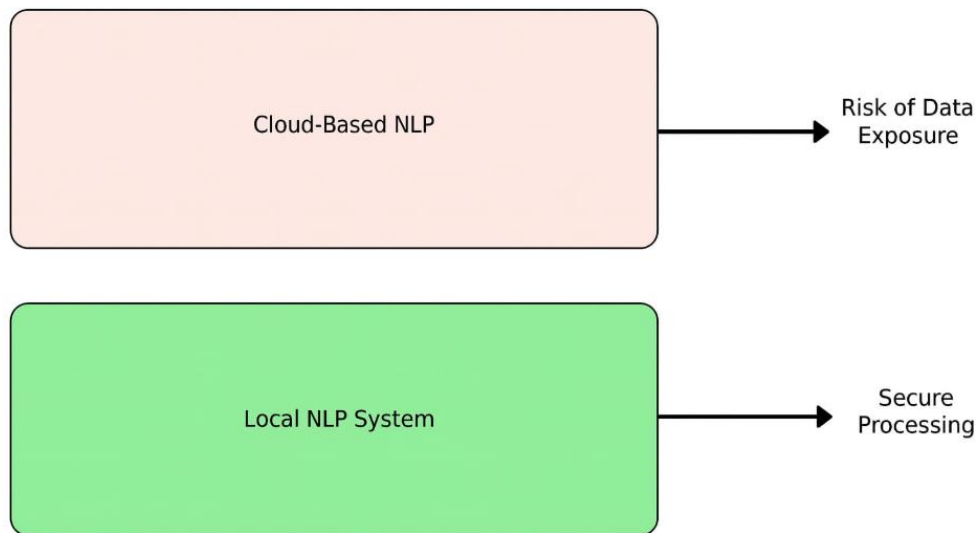 Cloud-Based NLP
Risk of Data
Exposure
Local NLP System
Secure
Processing